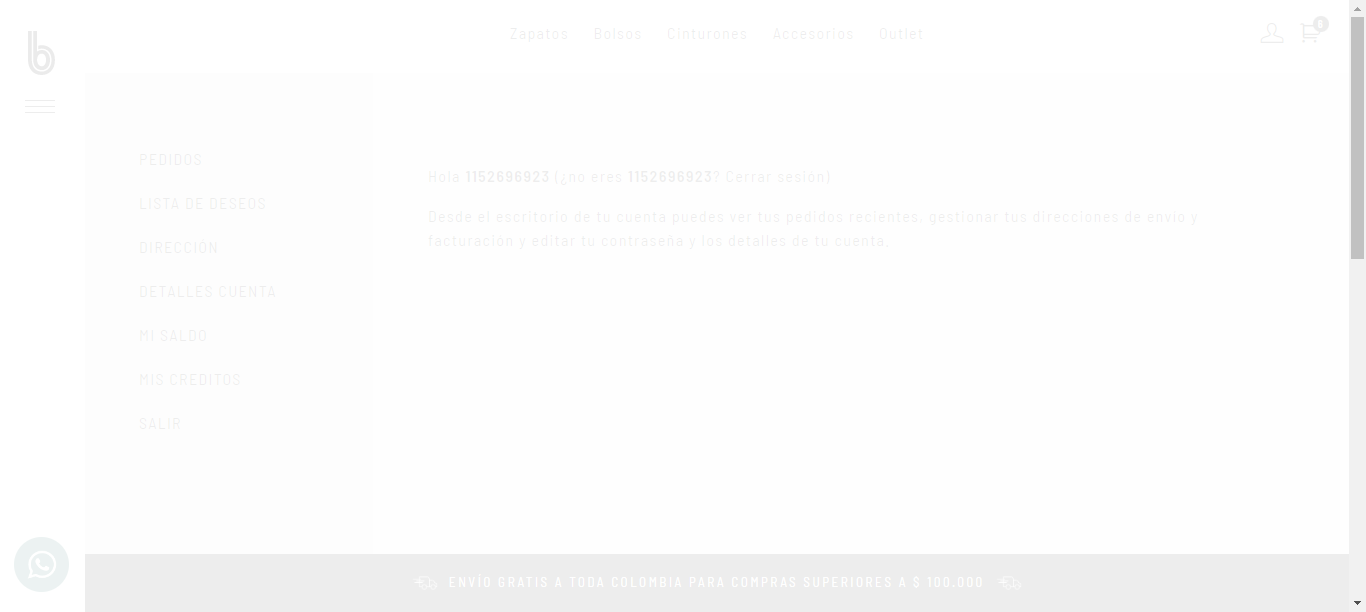 b
Zapatos Bolsos Cinturones Accesorios Outlet
0
PEDIDOS
LISTA DE DESEOS
DIRECCIÓN
DETALLES CUENTA
MI SALDO
MIS CREDITOS
SALIR
Hola 1152696923 (¿no eres 1152696923? Cerrar sesión)
Desde el escritorio de tu cuenta puedes ver tus pedidos recientes, gestionar tus direcciones de envío y
facturación y editar tu contraseña y los detalles de tu cuenta.
ENVÍO GRATIS A TODA COLOMBIA PARA COMPRAS SUPERIORES A $ 100.000